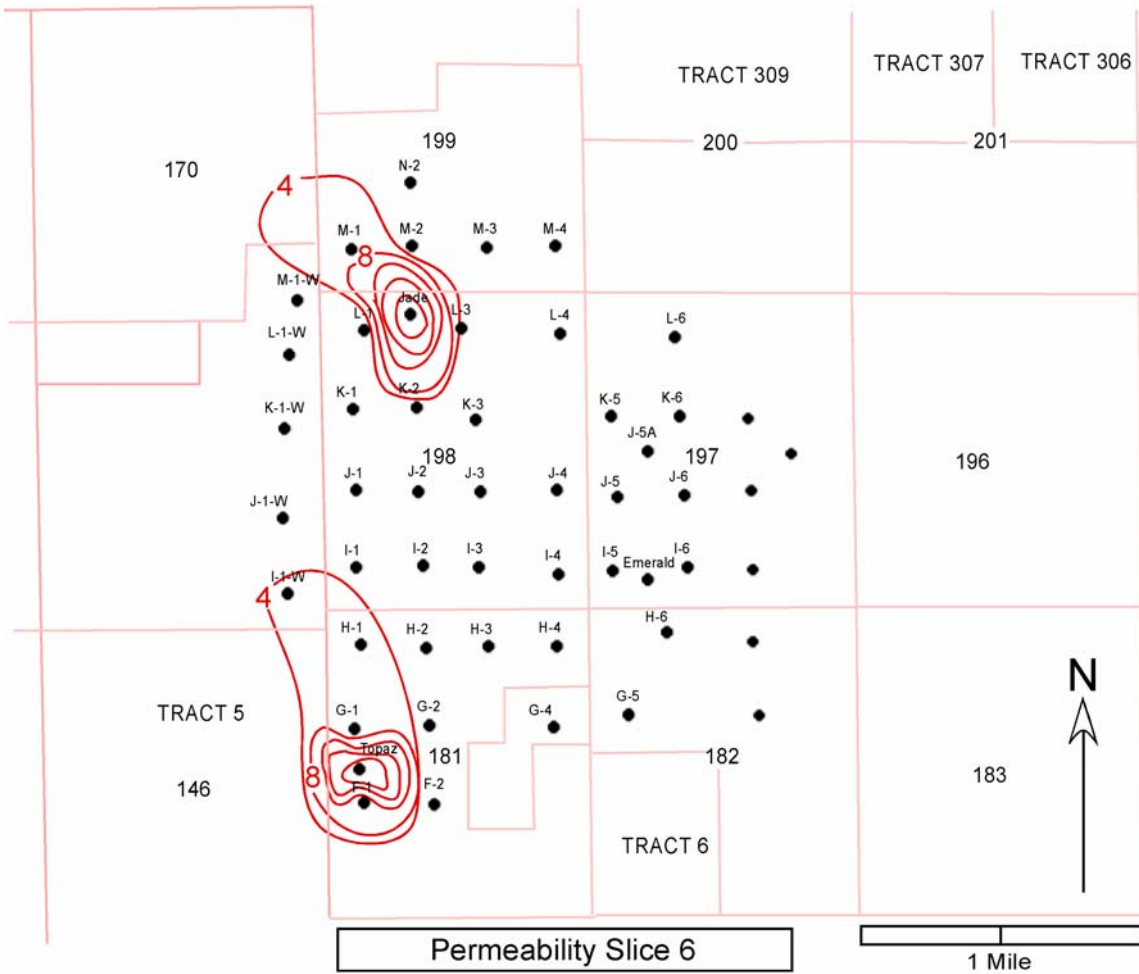 TRACT 309
TRACT 307
TRACT 306
199
200
201
170
N-2
4
M-1
M-2
M-3
M-4
8
M-1-W
Jade
L-1
L-3
L-4
L-6
L-1-W
K-1
K-2
K-3
K-5
K-6
K-1-W
J-5A
198
197
196
J-1
J-2
J-3
J-4
J-5
J-6
J-1-W
I-1
I-2
I-3
I-4
I-5
Emerald
I-6
I-1-W
4
H-1
H-2
H-3
H-4
H-6
TRACT 5
G-1
G-2
G-4
G-5
N
Topaz
181
182
183
8
146
F-1
F-2
TRACT 6
Permeability Slice 6
1 Mile